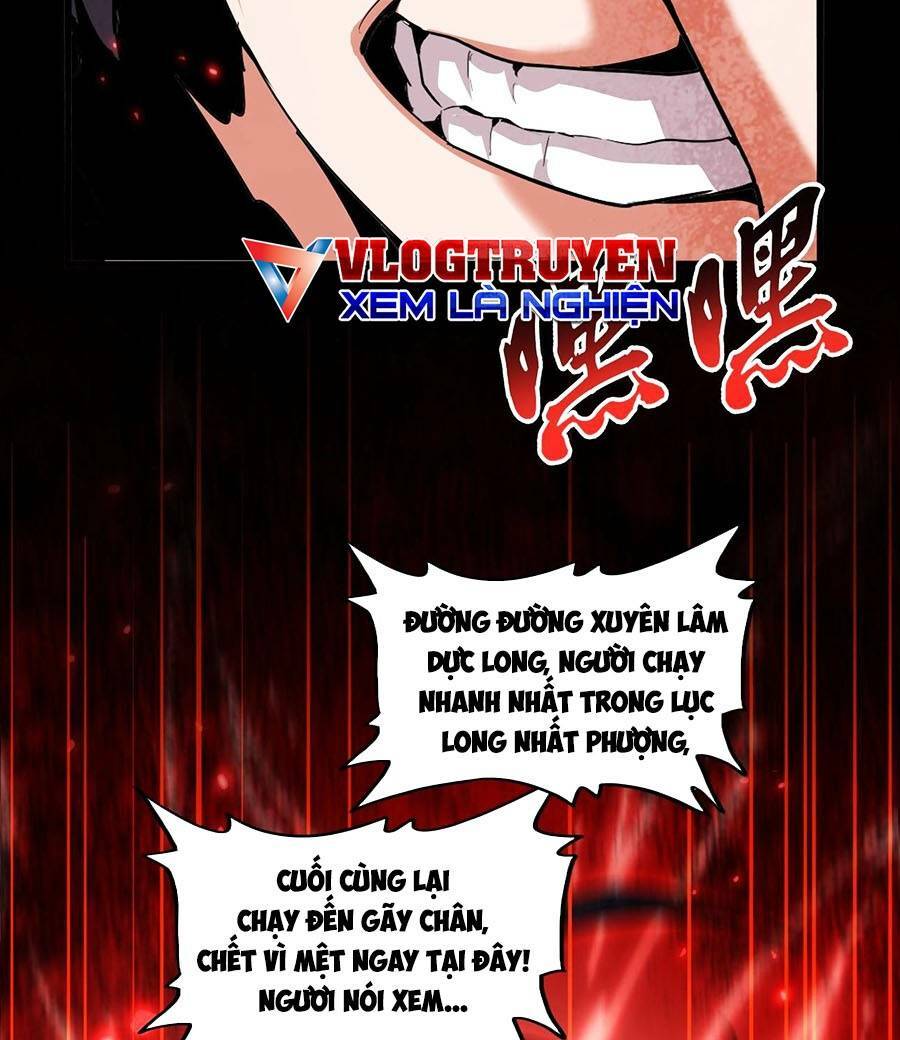 VLOGTRUYEN
XEM LÀ NGHIỆN
嘿嘿
ĐƯỜNG ĐƯỜNG XUYÊN LÂM
DỰC LONG, NGƯỜI CHẠY
NHANH NHẤT TRONG LỤC
LONG NHẤT PHƯỢNG,
CUỐI CÙNG LẠI
CHẠY ĐẾN GÃY CHÂN,
CHẾT VÌ MỆT NGAY TẠI ĐÂY!
NGƯƠI NÓI XEM...